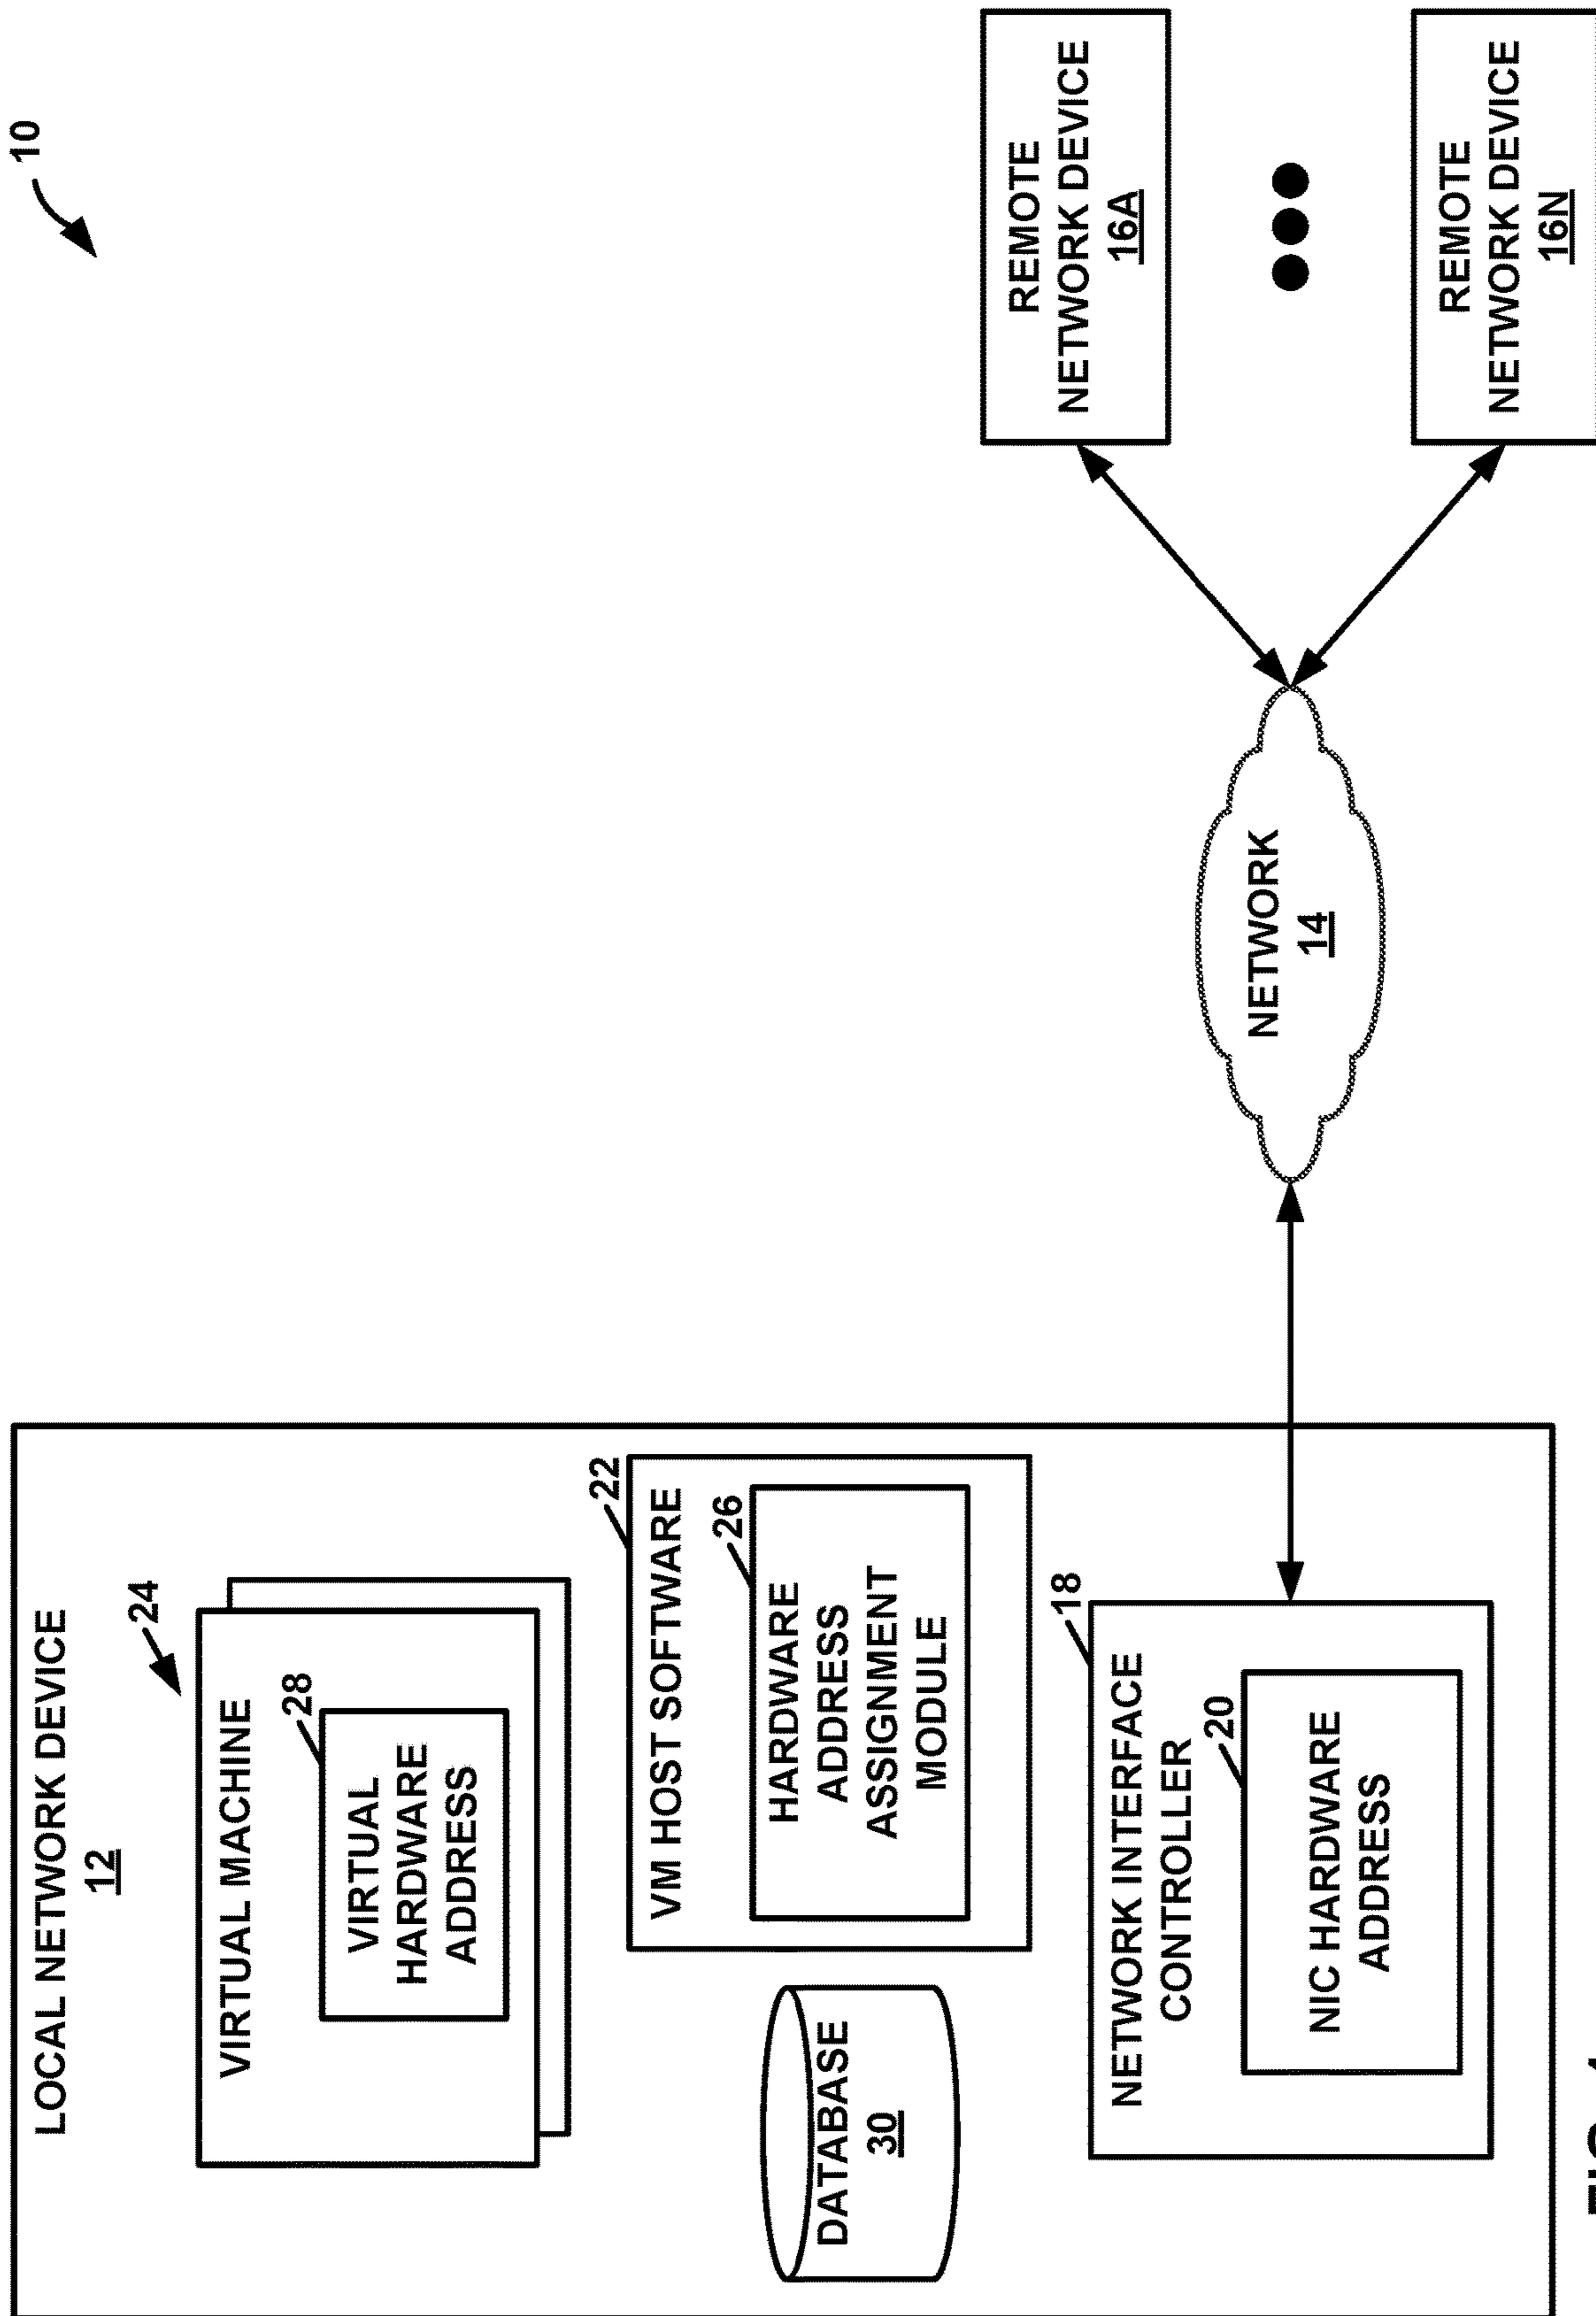 10
LOCAL NETWORK DEVICE
12
24
VIRTUAL MACHINE
28
VIRTUAL
HARDWARE
ADDRESS
22
VM HOST SOFTWARE
26
HARDWARE
ADDRESS
ASSIGNMENT
MODULE
DATABASE
30
18
NETWORK INTERFACE
CONTROLLER
20
NIC HARDWARE
ADDRESS
NETWORK
14
REMOTE
NETWORK DEVICE
16A
REMOTE
NETWORK DEVICE
16N